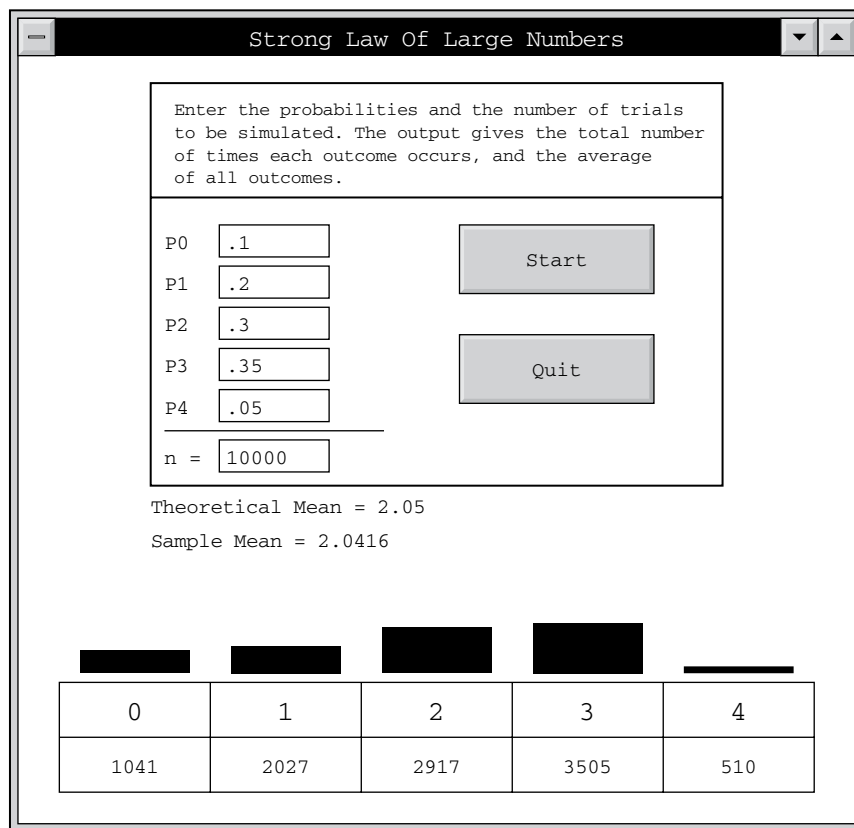 Strong Law Of Large Numbers
Enter the probabilities and the number of trials
to be simulated. The output gives the total number
of times each outcome occurs, and the average
of all outcomes.
P0 .1
P1 .2
P2 .3
P3 .35
P4 .05
n = 10000
Start
Quit
Theoretical Mean = 2.05
Sample Mean = 2.0416
0 1 2 3 4
1041 2027 2917 3505 510